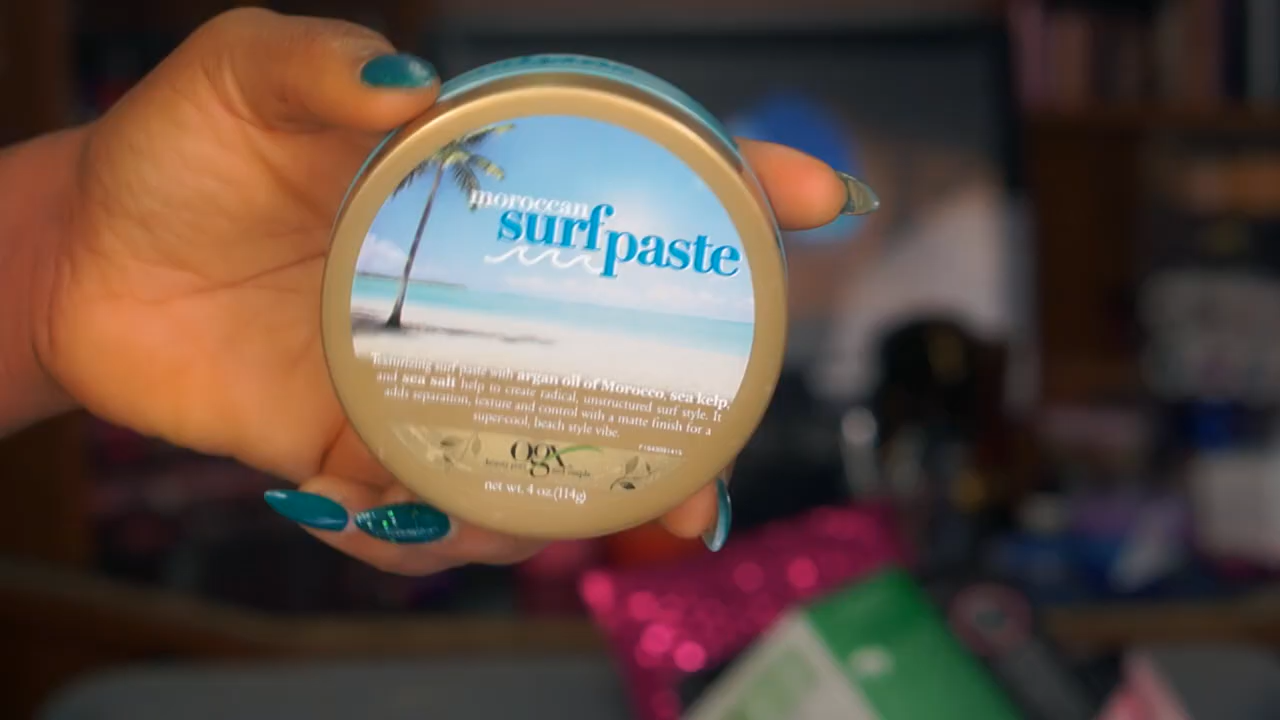 moroccan
surf paste
Texturizing surf paste with argan oil of Morocco, sea kelp,
and sea salt help to create radical, unstructured surf style. It
adds separation, texture and control with a matte finish for a
super-cool, beach style vibe.
ogx
net wt. 4 oz.(114g)